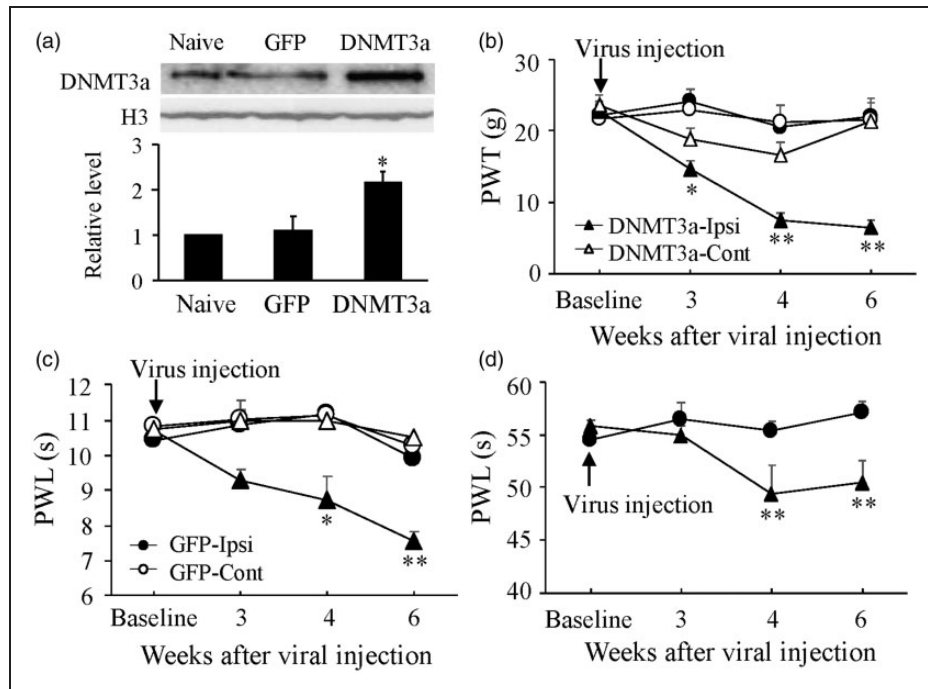 (a)
Naive GFP DNMT3a
DNMT3a
H3
Relative level
3
2
1
0
*
Naive GFP DNMT3a
(b)
Virus injection
PWT (g)
30
20
10
0
*
**
**
DNMT3a-Ipsi
DNMT3a-Cont
Baseline 3 4 6
Weeks after viral injection
(c)
Virus injection
PWL (s)
12
11
10
9
8
7
6
*
**
GFP-Ipsi
GFP-Cont
Baseline 3 4 6
Weeks after viral injection
(d)
PWL (s)
60
55
50
45
40
Virus injection
**
**
Baseline 3 4 6
Weeks after viral injection